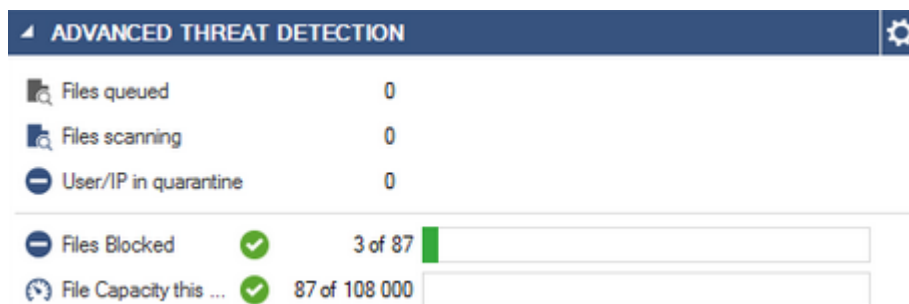 ADVANCED THREAT DETECTION
Files queued 0
Files scanning 0
User/IP in quarantine 0
Files Blocked 3 of 87
File Capacity this ... 87 of 108 000